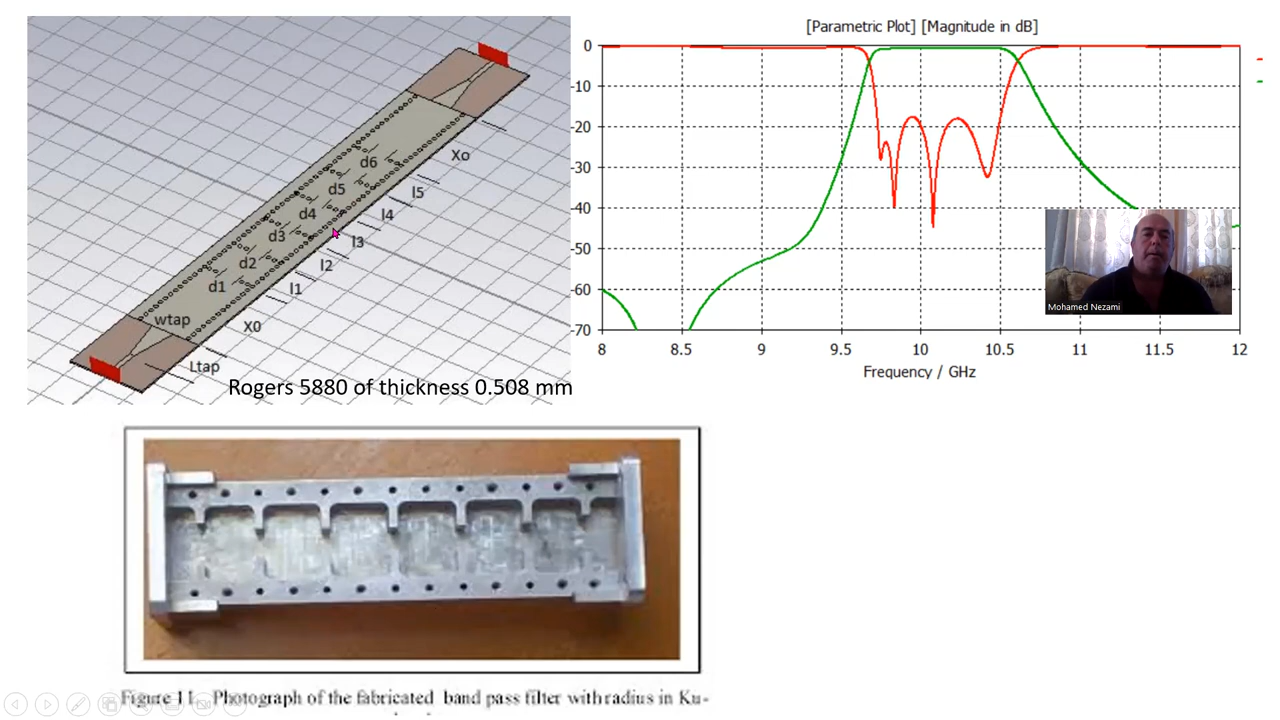 d6
Xo
d5
l5
d4
l4
d3
l3
d2
l2
d1
l1
wtap
X0
Ltap
Rogers 5880 of thickness 0.508 mm
[Parametric Plot] [Magnitude in dB]
0
-10
-20
-30
-40
-50
-60
-70
8 8.5 9 9.5 10 10.5 11 11.5 12
Frequency / GHz
Mohamed Nezami
Figure 11. Photograph of the fabricated band pass filter with radius in Ku-